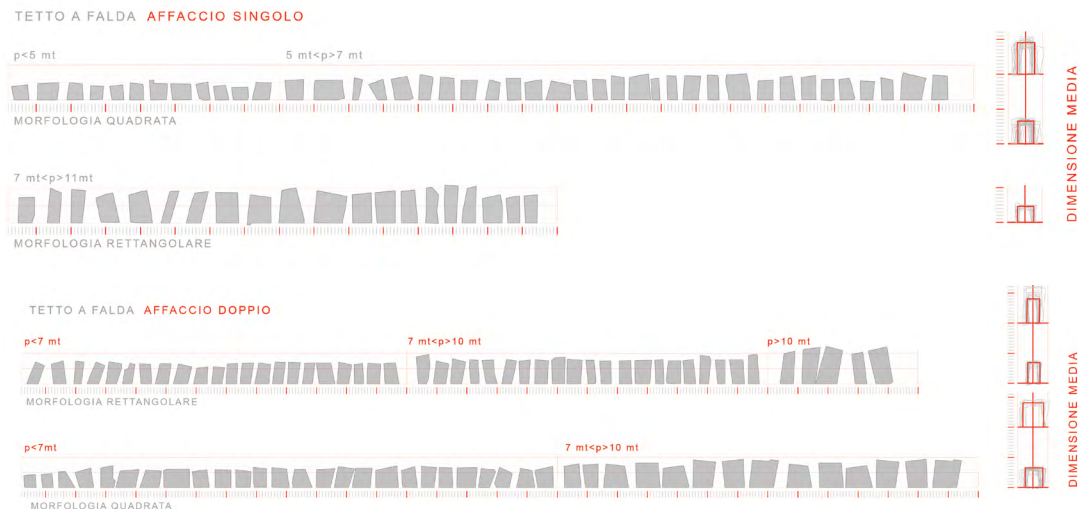 TETTO A FALDA AFFACCIO SINGOLO
p<5 mt
5 mt<p>7 mt
MORFOLOGIA QUADRATA
7 mt<p>11mt
MORFOLOGIA RETTANGOLARE
DIMENSIONE MEDIA
TETTO A FALDA AFFACCIO DOPPIO
p<7 mt
7 mt<p>10 mt
p>10 mt
MORFOLOGIA RETTANGOLARE
p<7mt
7 mt<p>10 mt
MORFOLOGIA QUADRATA
DIMENSIONE MEDIA